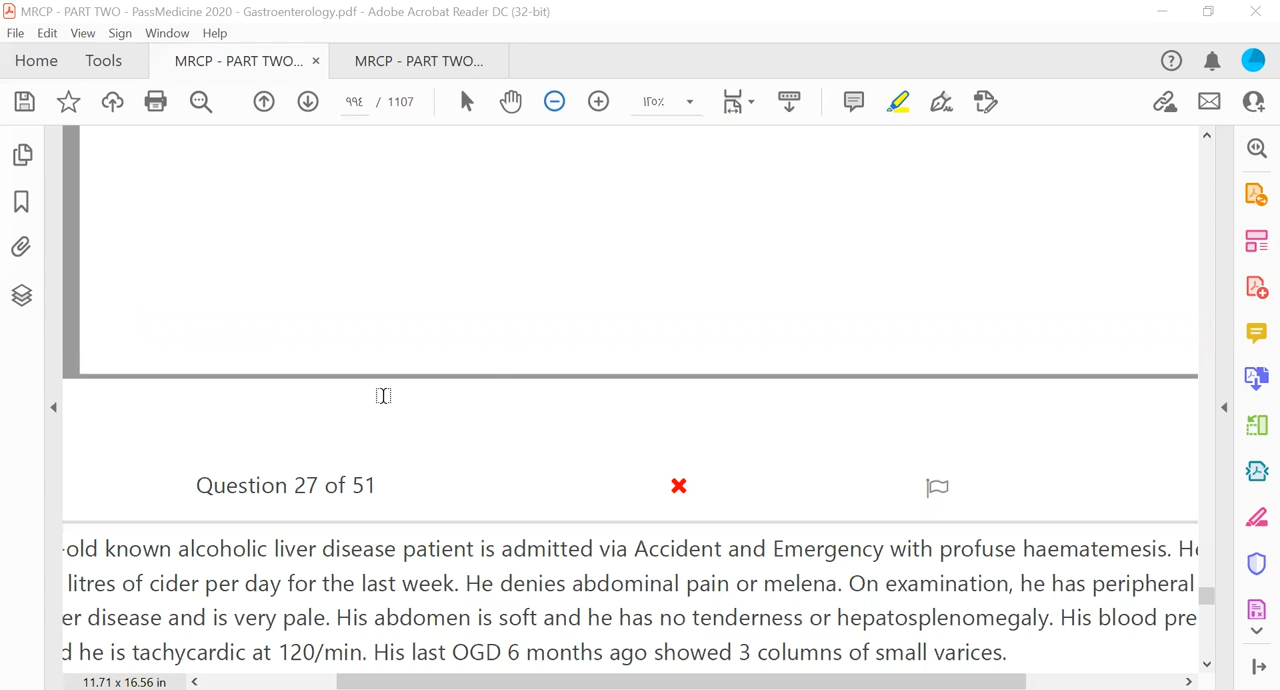 MRCP - PART TWO - PassMedicine 2020 - Gastroenterology.pdf - Adobe Acrobat Reader DC (32-bit)
File Edit View Sign Window Help
Home Tools MRCP - PART TWO... × MRCP - PART TWO...
٩٩٤ / 1107 ١٢٥٪
Question 27 of 51
-old known alcoholic liver disease patient is admitted via Accident and Emergency with profuse haematemesis. He
litres of cider per day for the last week. He denies abdominal pain or melena. On examination, he has peripheral
er disease and is very pale. His abdomen is soft and he has no tenderness or hepatosplenomegaly. His blood pre
d he is tachycardic at 120/min. His last OGD 6 months ago showed 3 columns of small varices.
11.71 x 16.56 in